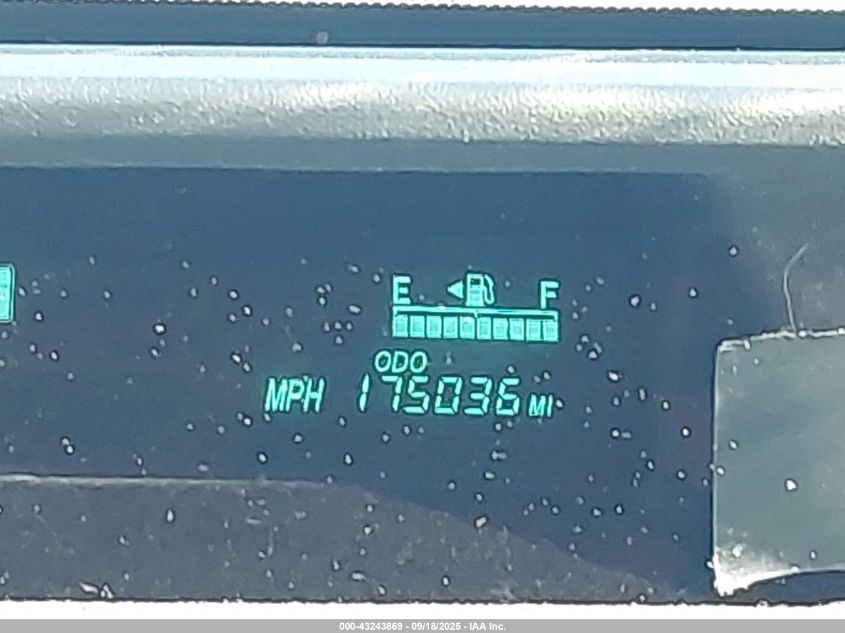 E F
ODO
MPH 175036 MI
000-43243869 - 09/18/2025 - IAA Inc.